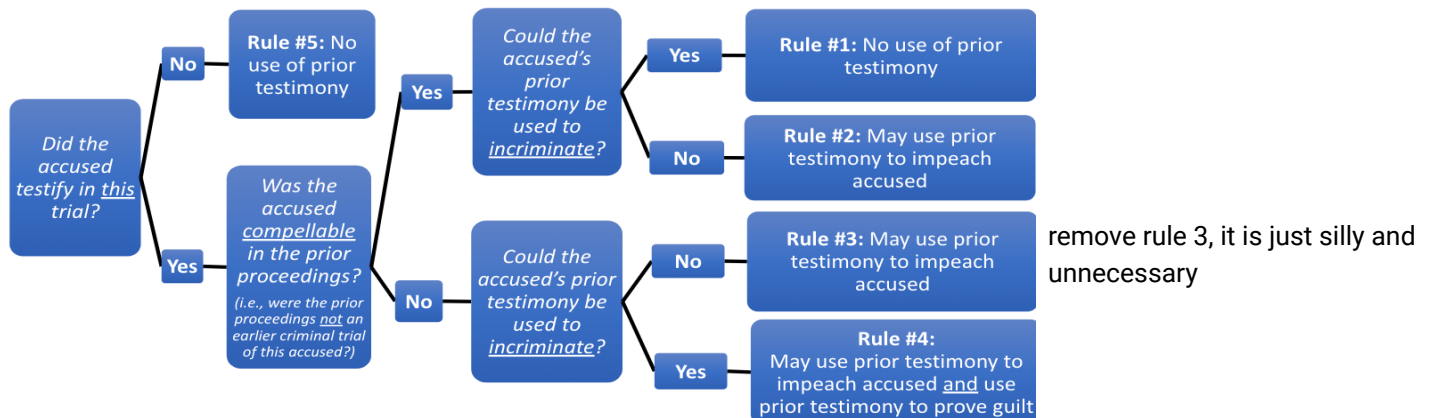 Did the
accused
testify in this
trial?
No
Rule #5: No
use of prior
testimony
Yes
Was the
accused
compellable
in the prior
proceedings?
(i.e., were the prior
proceedings not an
earlier criminal trial
of this accused?)
Yes
Could the
accused's
prior
testimony be
used to
incriminate?
Yes
Rule #1: No use of prior
testimony
No
Rule #2: May use prior
testimony to impeach
accused
No
Could the
accused's prior
testimony be
used to
incriminate?
No
Rule #3: May use prior
testimony to impeach
accused
Yes
Rule #4:
May use prior testimony to
impeach accused and use
prior testimony to prove guilt
remove rule 3, it is just silly and
unnecessary